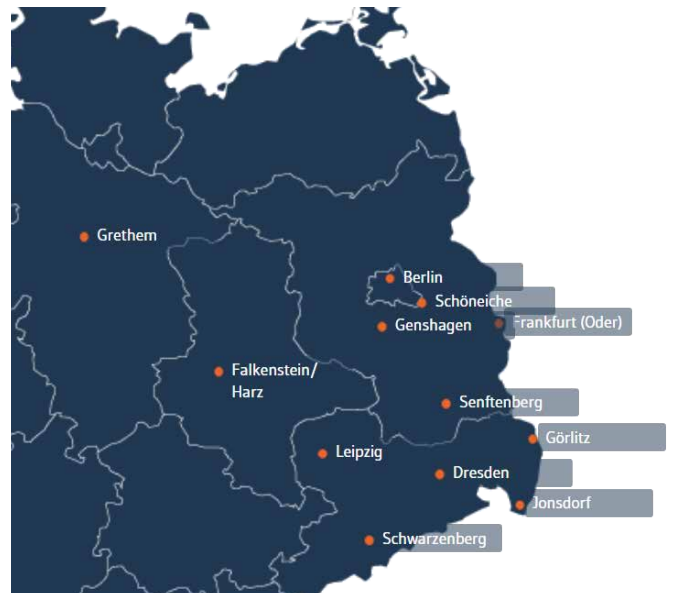 Grethem
Berlin
Schöneiche
Genshagen
Frankfurt (Oder)
Falkenstein/
Harz
Senftenberg
Görlitz
Leipzig
Dresden
Jonsdorf
Schwarzenberg